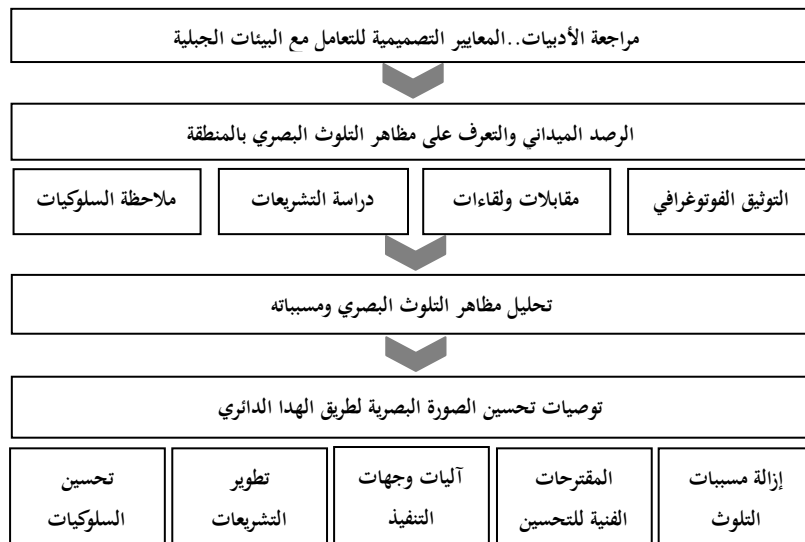 مراجعة الأدبيات..المعايير التصميمية للتعامل مع البيئات الجبلية
الرصد الميداني والتعرف على مظاهر التلوث البصري بالمنطقة
التوثيق الفوتوغرافي
مقابلات ولقاءات
دراسة التشريعات
ملاحظة السلوكيات
تحليل مظاهر التلوث البصري ومسبباته
توصيات تحسين الصورة البصرية لطريق الهدا الدائري
إزالة مسببات
التلوث
المقترحات
الفنية للتحسين
آليات وجهات
التنفيذ
تطوير
التشريعات
تحسين
السلوكيات